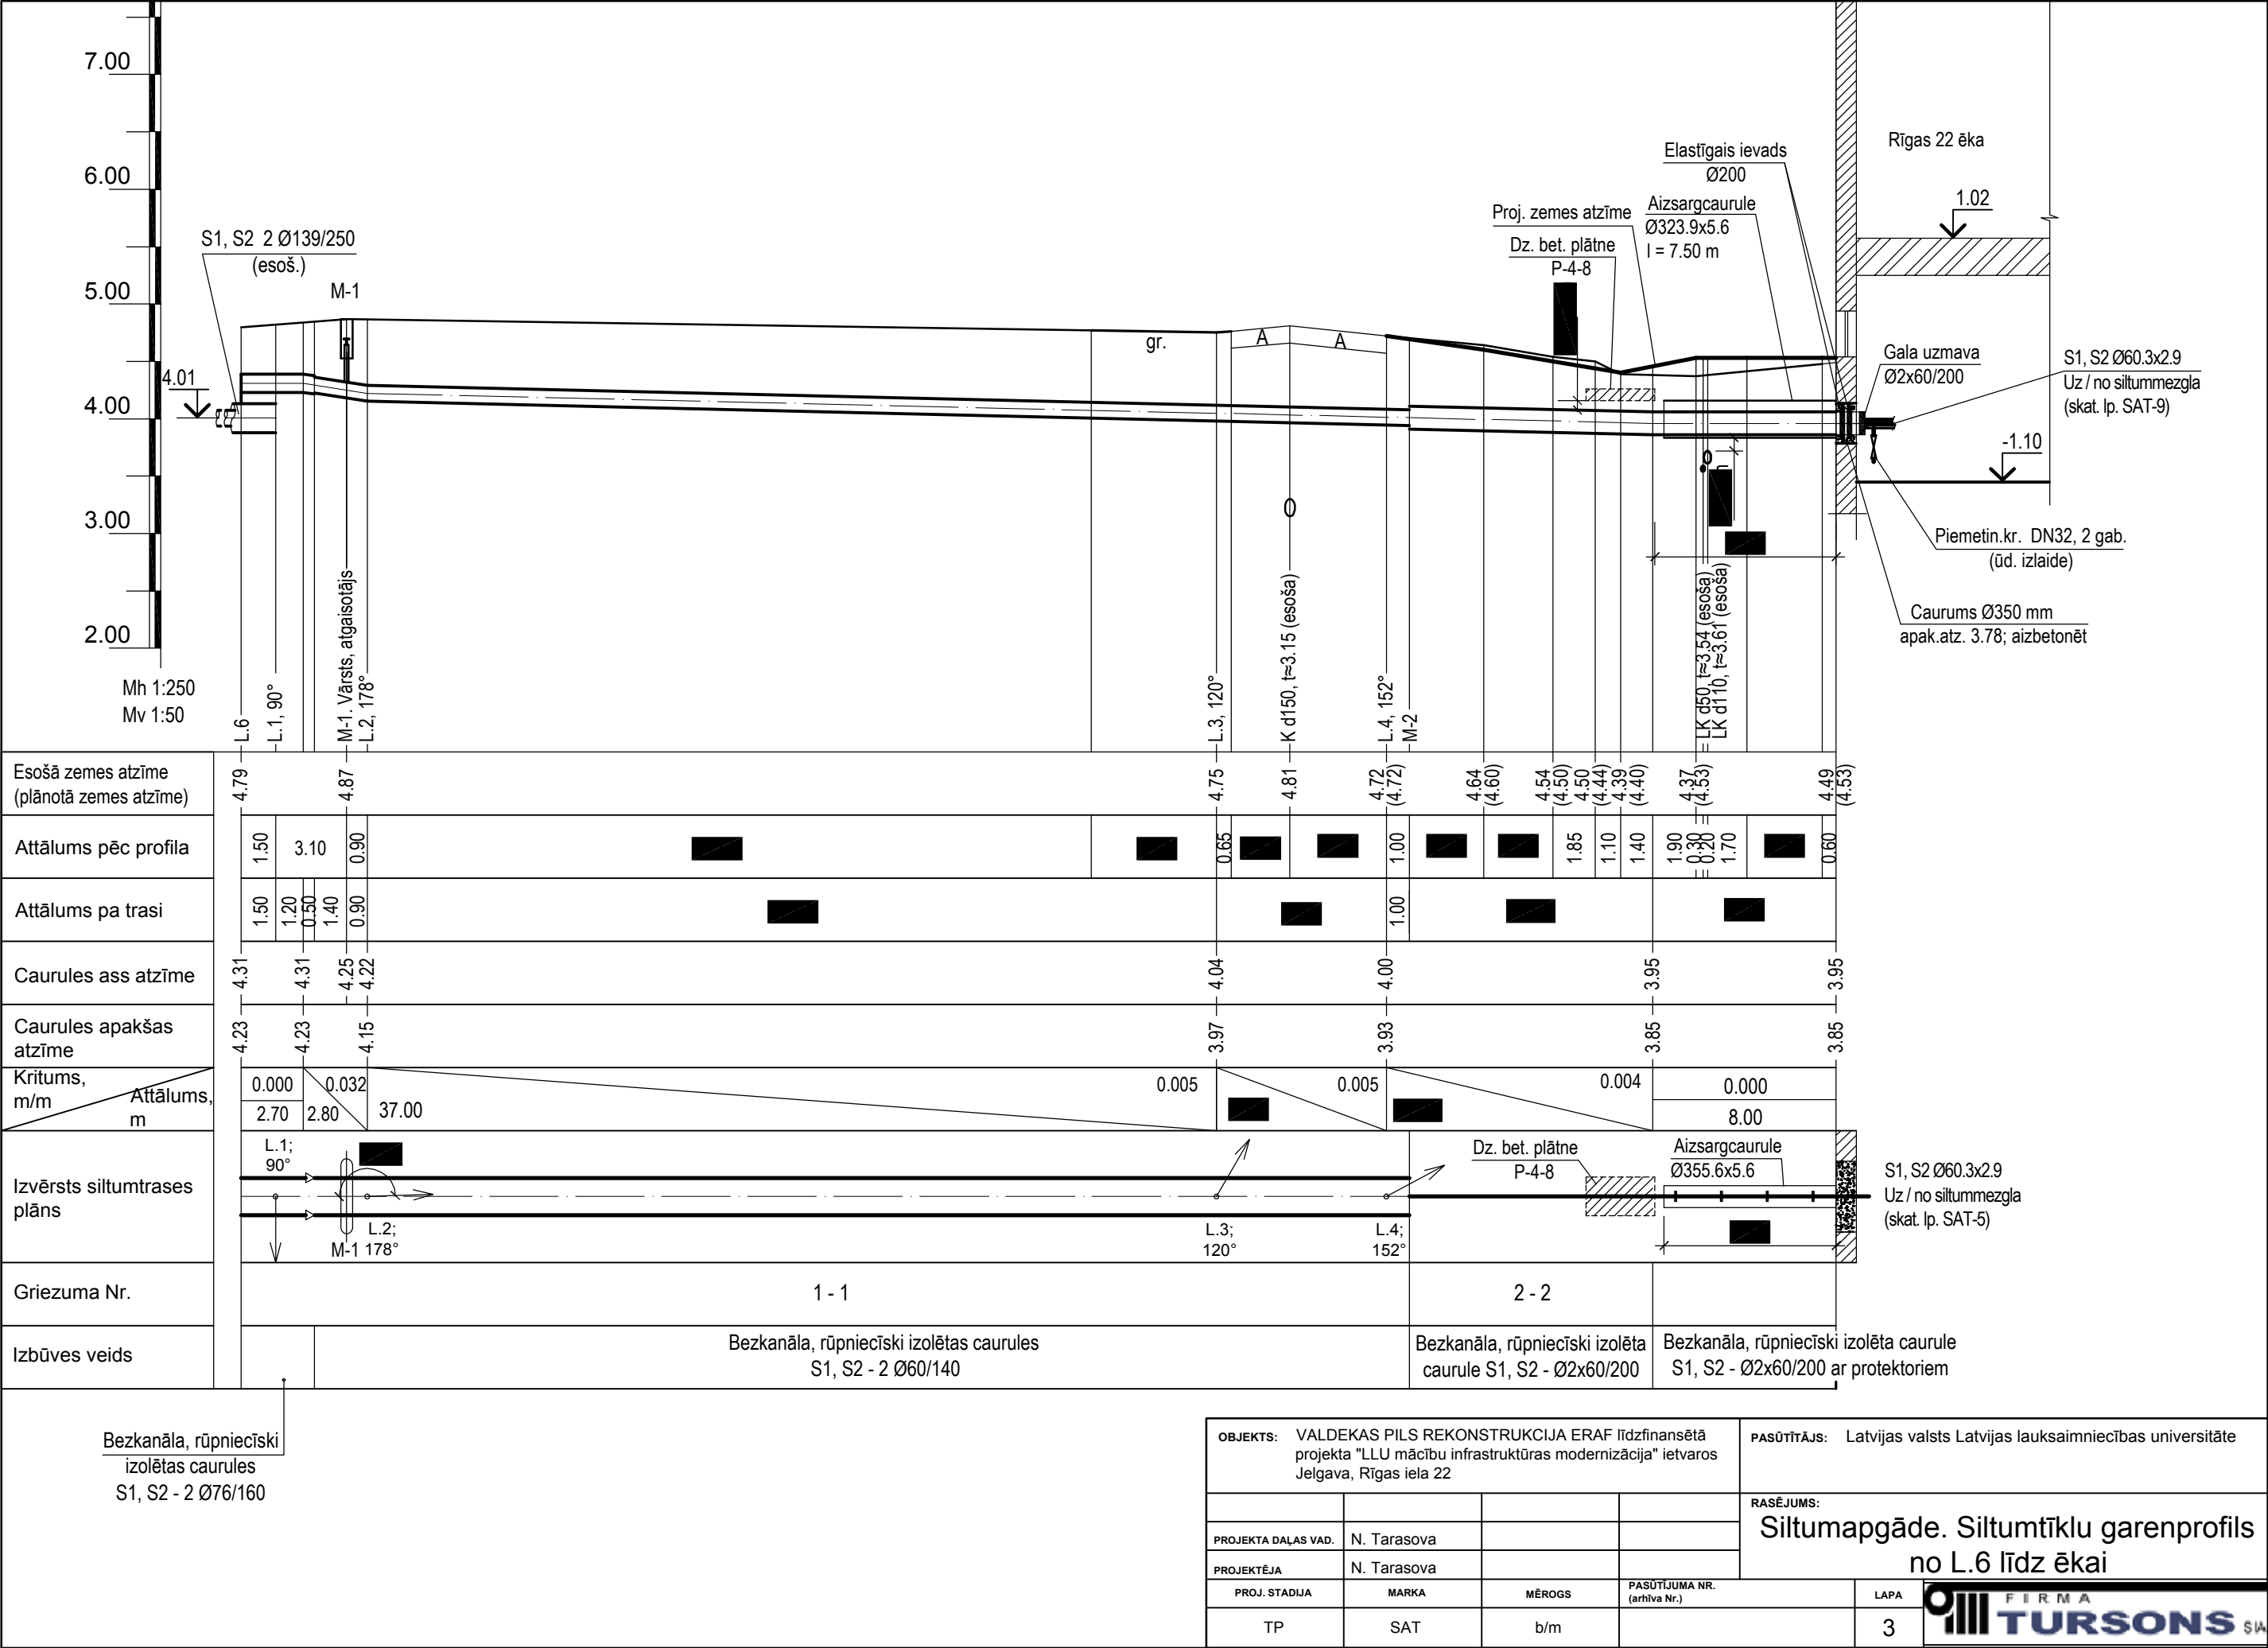 7.00
6.00
5.00
4.00
3.00
2.00
Mh 1:250
Mv 1:50
S1, S2 2 Ø139/250
(esoš.)
M-1
4.01
gr.
A
A
Proj. zemes atzīme
Dz. bet. plātne
P-4-8
Elastīgais ievads
Ø200
Aizsargcaurule
Ø323.9x5.6
l = 7.50 m
Rīgas 22 ēka
1.02
Gala uzmava
Ø2x60/200
S1, S2 Ø60.3x2.9
Uz / no siltummezgla
(skat. lp. SAT-9)
-1.10
Piemetin.kr. DN32, 2 gab.
(ūd. izlaide)
Caurums Ø350 mm
apak.atz. 3.78; aizbetonēt
L.6
L.1, 90°
M-1. Vārsts, atgaisotājs
L.2, 178°
L.3, 120°
K d150, t≈3.15 (esoša)
L.4, 152°
M-2
LK d50, t≈3.54 (esoša)
LK d110, t≈3.61 (esoša)
Esošā zemes atzīme
(plānotā zemes atzīme)
4.79
4.87
4.75
4.81
4.72
(4.72)
4.64
(4.60)
4.54
(4.50)
4.50
(4.44)
4.39
(4.40)
4.37
(4.53)
4.49
(4.53)
Attālums pēc profila
1.50
3.10
0.90
0.65
1.00
1.85
1.10
1.40
1.90
0.30
0.20
1.70
0.60
Attālums pa trasi
1.50
1.20
0.50
1.40
0.90
1.00
Caurules ass atzīme
4.31
4.31
4.25
4.22
4.04
4.00
3.95
3.95
Caurules apakšas
atzīme
4.23
4.23
4.15
3.97
3.93
3.85
3.85
Kritums,
m/m
Attālums,
m
0.000
2.70
0.032
2.80
37.00
0.005
0.005
0.004
0.000
8.00
Izvērsts siltumtrases
plāns
L.1;
90°
M-1
L.2;
178°
L.3;
120°
L.4;
152°
Dz. bet. plātne
P-4-8
Aizsargcaurule
Ø355.6x5.6
S1, S2 Ø60.3x2.9
Uz / no siltummezgla
(skat. lp. SAT-5)
Griezuma Nr.
1 - 1
2 - 2
Izbūves veids
Bezkanāla, rūpniecīski izolētas caurules
S1, S2 - 2 Ø60/140
Bezkanāla, rūpniecīski izolēta
caurule S1, S2 - Ø2x60/200
Bezkanāla, rūpniecīski izolēta caurule
S1, S2 - Ø2x60/200 ar protektoriem
Bezkanāla, rūpniecīski
izolētas caurules
S1, S2 - 2 Ø76/160
OBJEKTS: VALDEKAS PILS REKONSTRUKCIJA ERAF līdzfinansētā
projekta "LLU mācību infrastruktūras modernizācija" ietvaros
Jelgava, Rīgas iela 22
PASŪTĪTĀJS: Latvijas valsts Latvijas lauksaimniecības universitāte
RASĒJUMS:
Siltumapgāde. Siltumtīklu garenprofils
no L.6 līdz ēkai
PROJEKTA DAĻAS VAD. N. Tarasova
PROJEKTĒJA N. Tarasova
PROJ. STADIJA
MARKA
MĒROGS
PASŪTĪJUMA NR.
(arhīva Nr.)
LAPA
TP
SAT
b/m
3
FIRMA
TURSONS